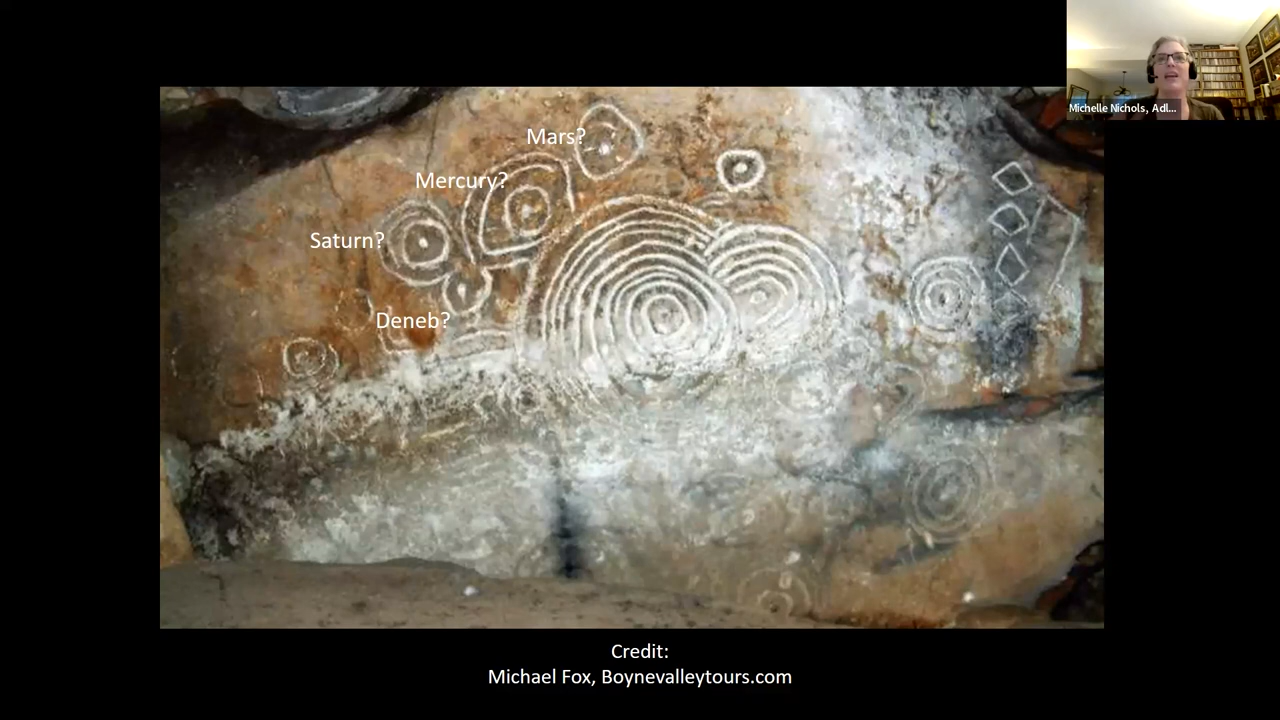 Michelle Nichols, Adl...
Mars?
Mercury?
Saturn?
Deneb?
Credit:
Michael Fox, Boynevalleytours.com